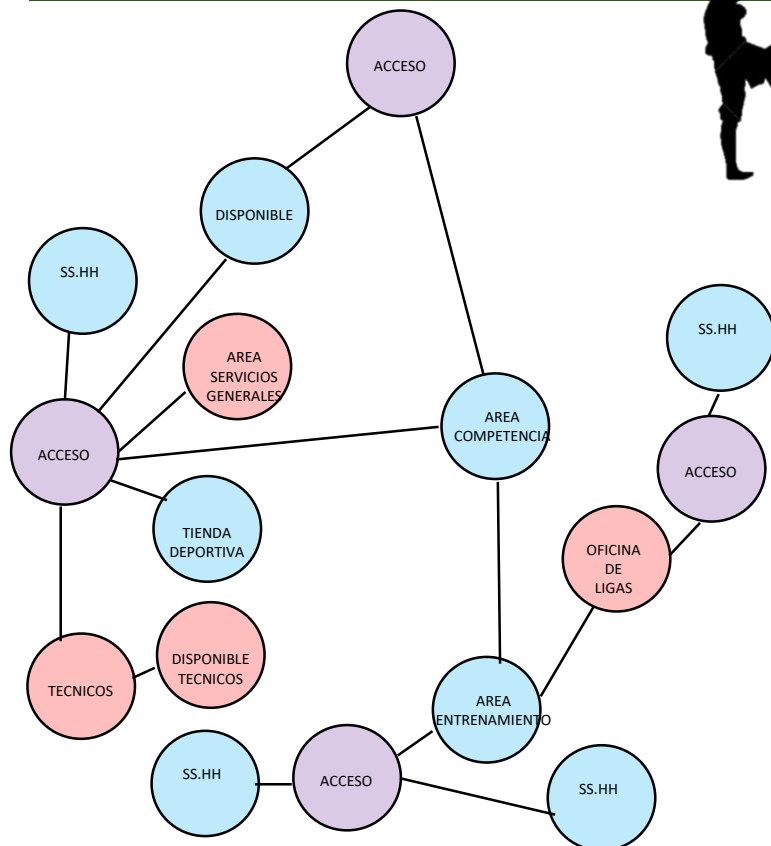 ACCESO
DISPONIBLE
SS.HH
SS.HH
AREA
SERVICIOS
GENERALES
AREA
COMPETENCIA
ACCESO
ACCESO
TIENDA
DEPORTIVA
OFICINA
DE
LIGAS
DISPONIBLE
TECNICOS
TECNICOS
AREA
ENTRENAMIENTO
SS.HH
ACCESO
SS.HH